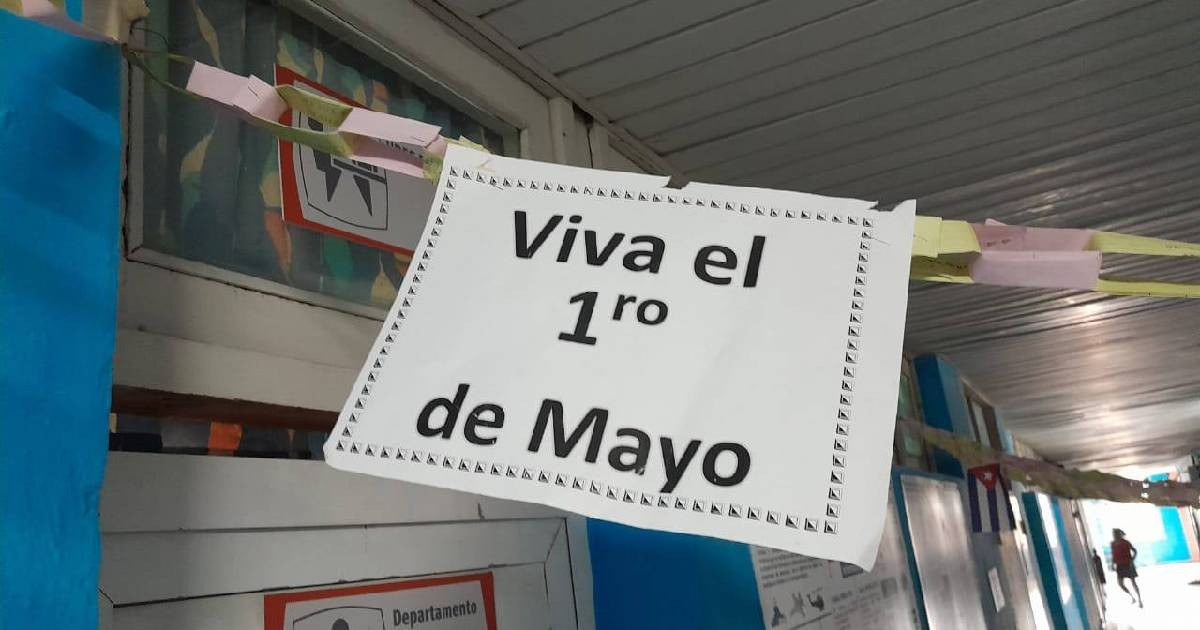 Viva el
1ro
de Mayo
Departamento